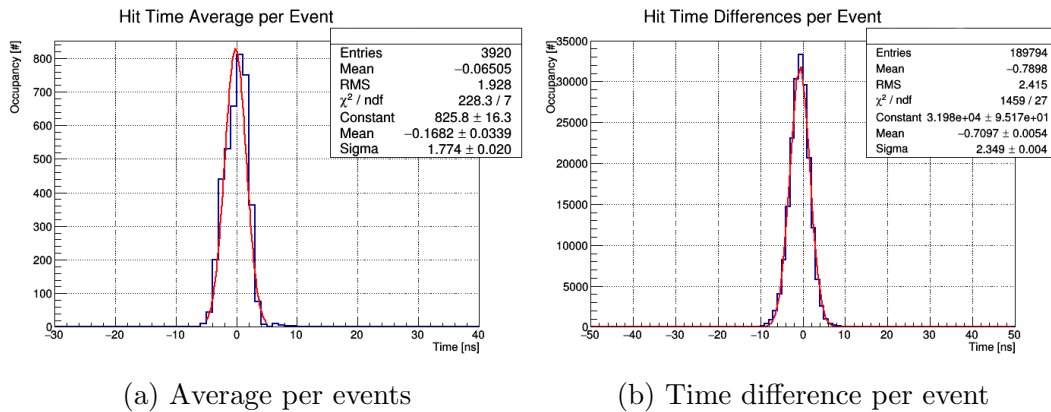 Hit Time Average per Event
Occupancy [#]
800
700
600
500
400
300
200
100
0
−30
−20
−10
0
10
20
30
40
Time [ns]
Entries 3920
Mean −0.06505
RMS 1.928
χ² / ndf 228.3 / 7
Constant 825.8 ± 16.3
Mean −0.1682 ± 0.0339
Sigma 1.774 ± 0.020
(a) Average per events
Hit Time Differences per Event
Occupancy [#]
35000
30000
25000
20000
15000
10000
5000
0
−50
−40
−30
−20
−10
0
10
20
30
40
50
Time [ns]
Entries 189794
Mean −0.7898
RMS 2.415
χ² / ndf 1459 / 27
Constant 3.198e+04 ± 9.517e+01
Mean −0.7097 ± 0.0054
Sigma 2.349 ± 0.004
(b) Time difference per event